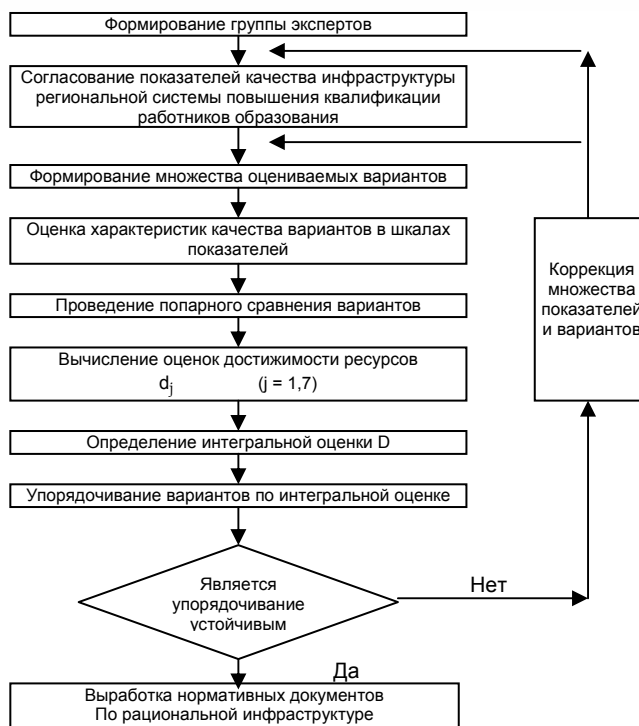 Формирование группы экспертов
Согласование показателей качества инфраструктуры
региональной системы повышения квалификации
работников образования
Формирование множества оцениваемых вариантов
Оценка характеристик качества вариантов в шкалах
показателей
Проведение попарного сравнения вариантов
Вычисление оценок достижимости ресурсов
dj (j = 1,7)
Определение интегральной оценки D
Упорядочивание вариантов по интегральной оценке
Является
упорядочивание
устойчивым
Нет
Коррекция
множества
показателей
и вариантов
Да
Выработка нормативных документов
По рациональной инфраструктуре